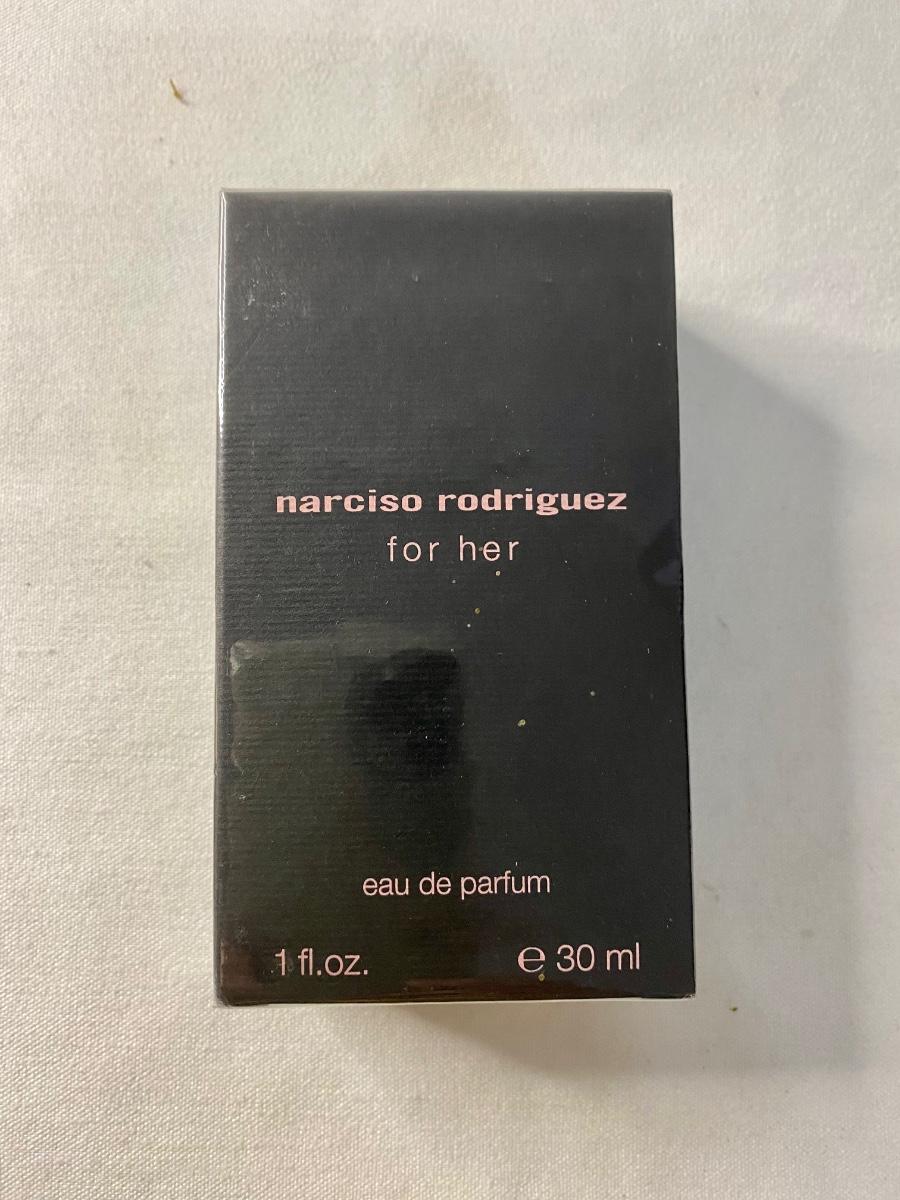 narciso rodriguez
for her
eau de parfum
1 fl.oz. ℮ 30 ml